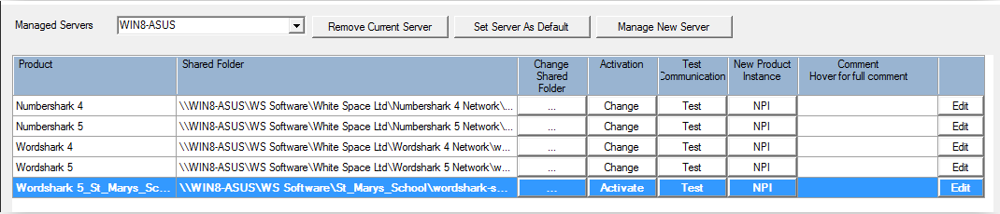 Managed Servers WIN8-ASUS Remove Current Server Set Server As Default Manage New Server
Product Shared Folder Change Shared Folder Activation Test Communication New Product Instance Comment Hover for full comment
Numbershark 4 \\WIN8-ASUS\WS Software\White Space Ltd\Numbershark 4 Network\... ... Change Test NPI Edit
Numbershark 5 \\WIN8-ASUS\WS Software\White Space Ltd\Numbershark 5 Network\... ... Change Test NPI Edit
Wordshark 4 \\WIN8-ASUS\WS Software\White Space Ltd\Wordshark 4 Network\w... ... Change Test NPI Edit
Wordshark 5 \\WIN8-ASUS\WS Software\White Space Ltd\Wordshark 5 Network\w... ... Change Test NPI Edit
Wordshark 5_St_Marys_Sc... \\WIN8-ASUS\WS Software\St_Marys_School\wordshark-s... ... Activate Test NPI Edit